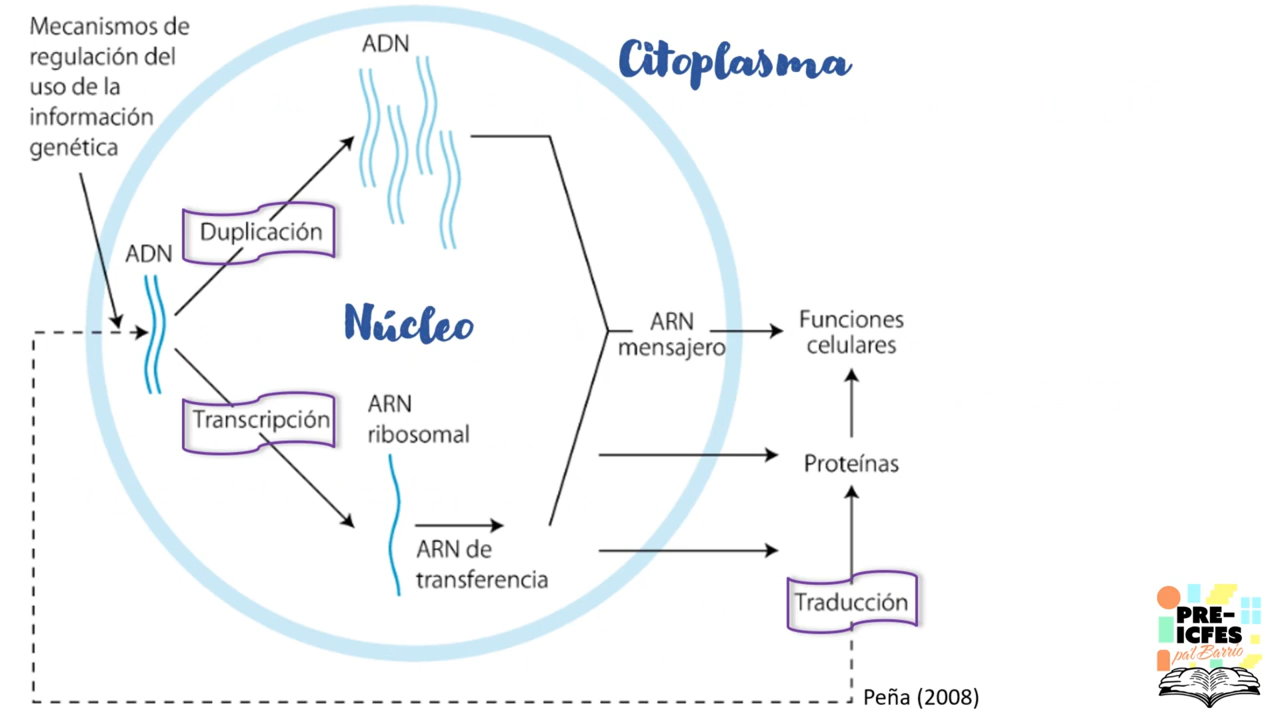 Mecanismos de
regulación del
uso de la
información
genética
ADN
Citoplasma
Duplicación
ADN
Núcleo
ARN
mensajero
Funciones
celulares
Transcripción
ARN
ribosomal
Proteínas
ARN de
transferencia
Traducción
PRE-
ICFES
pa'l Barrio
Peña (2008)